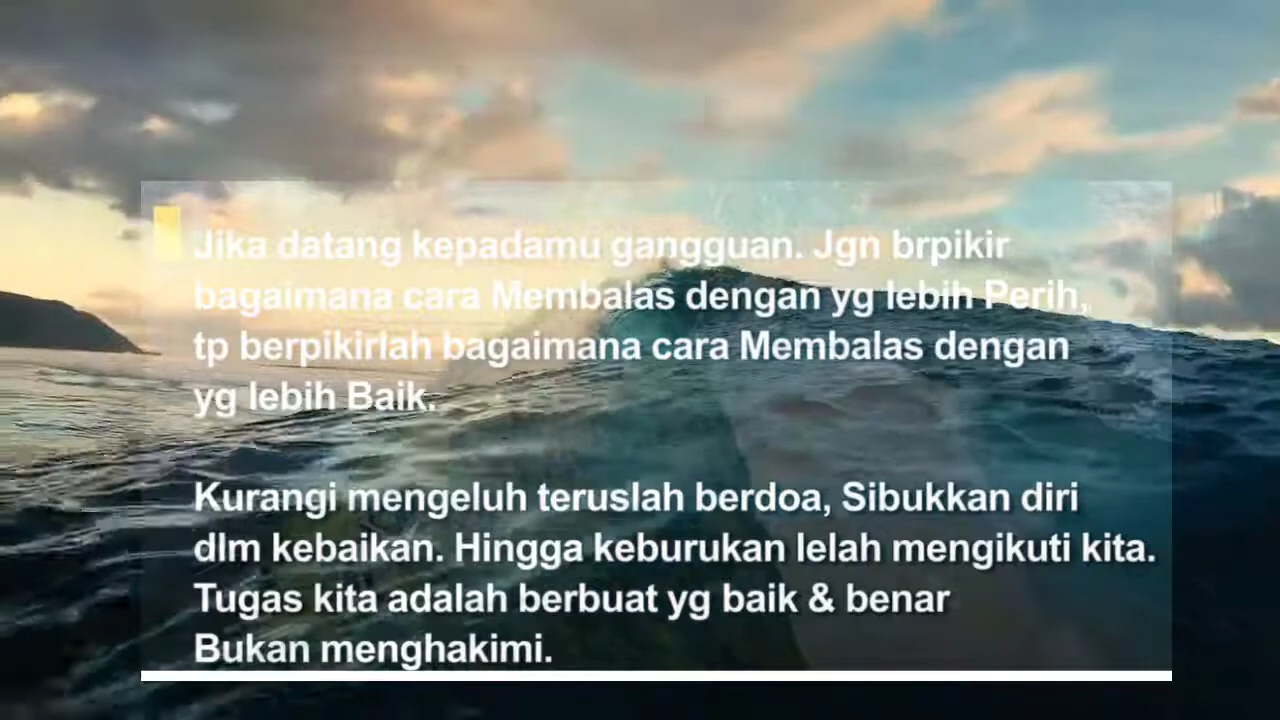 Jika datang kepadamu gangguan. Jgn brpikir
bagaimana cara Membalas dengan yg lebih Perih,
tp berpikirlah bagaimana cara Membalas dengan
yg lebih Baik.
Kurangi mengeluh teruslah berdoa, Sibukkan diri
dlm kebaikan. Hingga keburukan lelah mengikuti kita.
Tugas kita adalah berbuat yg baik & benar
Bukan menghakimi.